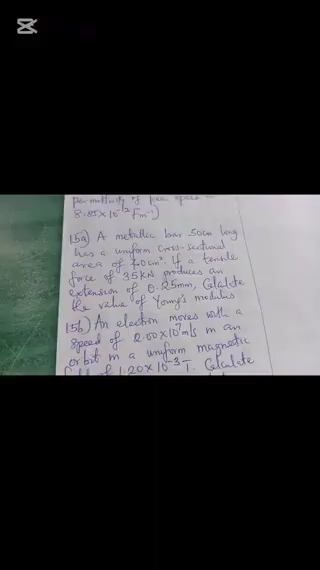 permittivity of free space =
8.85×10⁻¹² Fm⁻¹)
15a) A metallic bar 50cm long
has a uniform cross-sectional
area of 4.0cm². If a tensile
force of 35kN produces an
extension of 0.25mm, Calculate
the value of Young's modulus
15b) An electron moves with a
speed of 2.00×10⁷m/s in an
orbit in a uniform magnetic
of 1.20×10⁻³T. Calculate